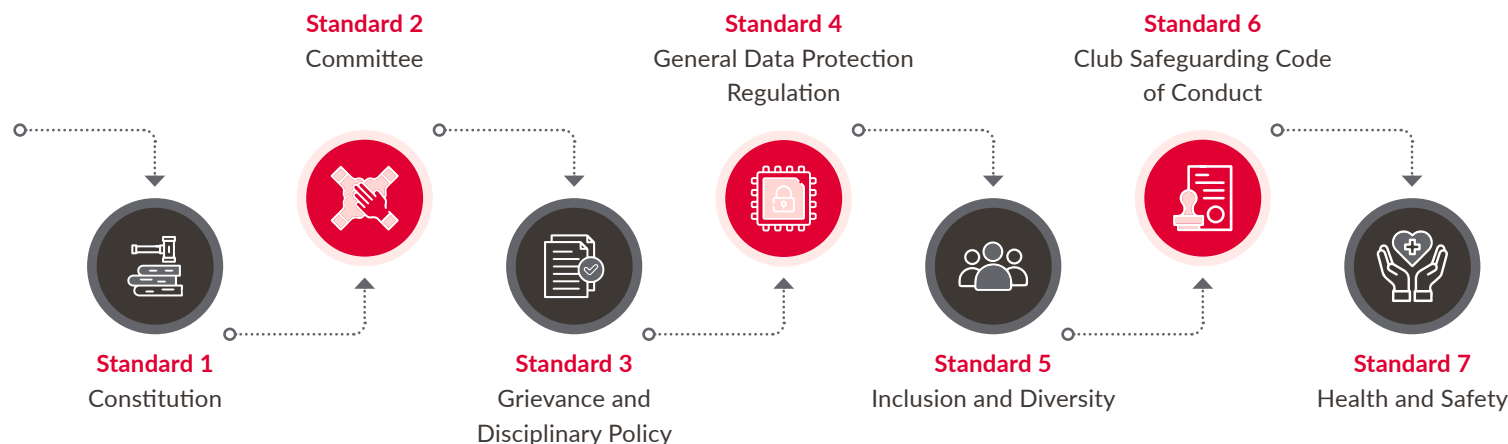 Standard 1
Constitution
Standard 2
Committee
Standard 3
Grievance and
Disciplinary Policy
Standard 4
General Data Protection
Regulation
Standard 5
Inclusion and Diversity
Standard 6
Club Safeguarding Code
of Conduct
Standard 7
Health and Safety